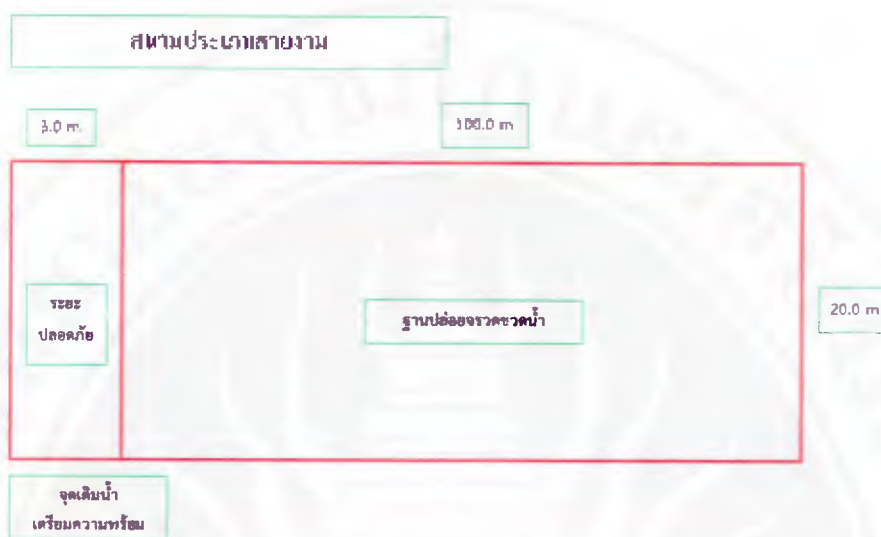 สนามประเภทสวยงาม
3.0 m.
100.0 m
ระยะ
ปลอดภัย
ฐานปล่อยจรวดขวดน้ำ
20.0 m
จุดเติมน้ำ
เตรียมความพร้อม